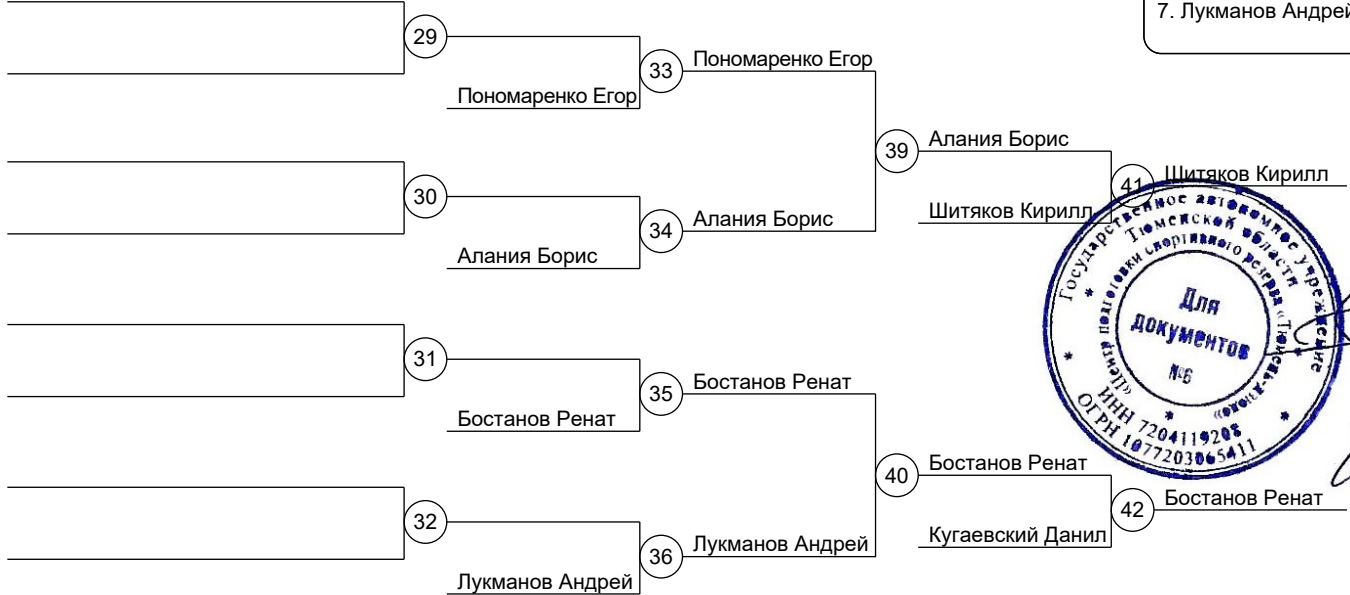 7. Лукманов Андрей
29
Пономаренко Егор
33
Пономаренко Егор
30
Алания Борис
34
Алания Борис
39
Алания Борис
Шитяков Кирилл
41
Шитяков Кирилл
31
Бостанов Ренат
35
Бостанов Ренат
32
Лукманов Андрей
36
Лукманов Андрей
40
Бостанов Ренат
Кугаевский Данил
42
Бостанов Ренат
Государственное автономное учреждение
Тюменской области
«Центр подготовки спортивного резерва «Тюмень-дзюдо»
ИНН 7204119208
ОГРН 1077203065411
Для
документов
№6